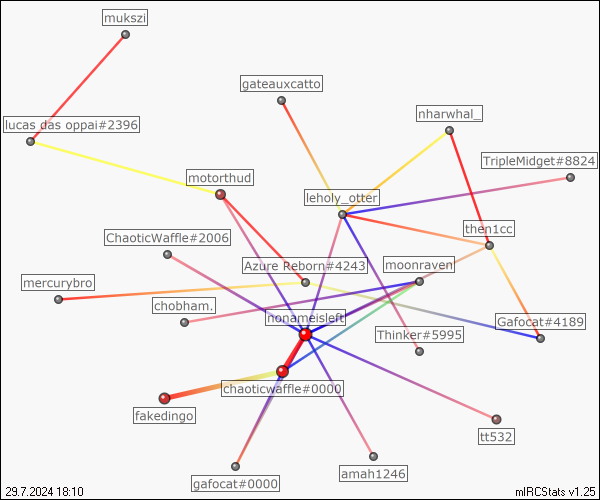 mukszi
gateauxcatto
nharwhal_
lucas das oppai#2396
TripleMidget#8824
motorthud
leholy_otter
then1cc
ChaoticWaffle#2006
Azure Reborn#4243
moonraven
mercurybro
chobham.
nonameisleft
Gafocat#4189
Thinker#5995
chaoticwaffle#0000
fakedingo
tt532
amah1246
gafocat#0000
29.7.2024 18:10
mIRCStats v1.25